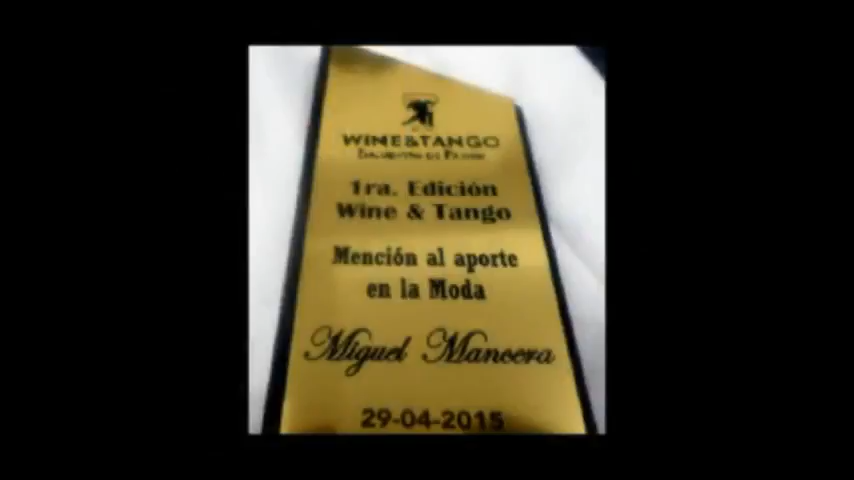 WINE&TANGO
1ra. Edición
Wine & Tango
Mención al aporte
en la Moda
Miguel Mancera
29-04-2015